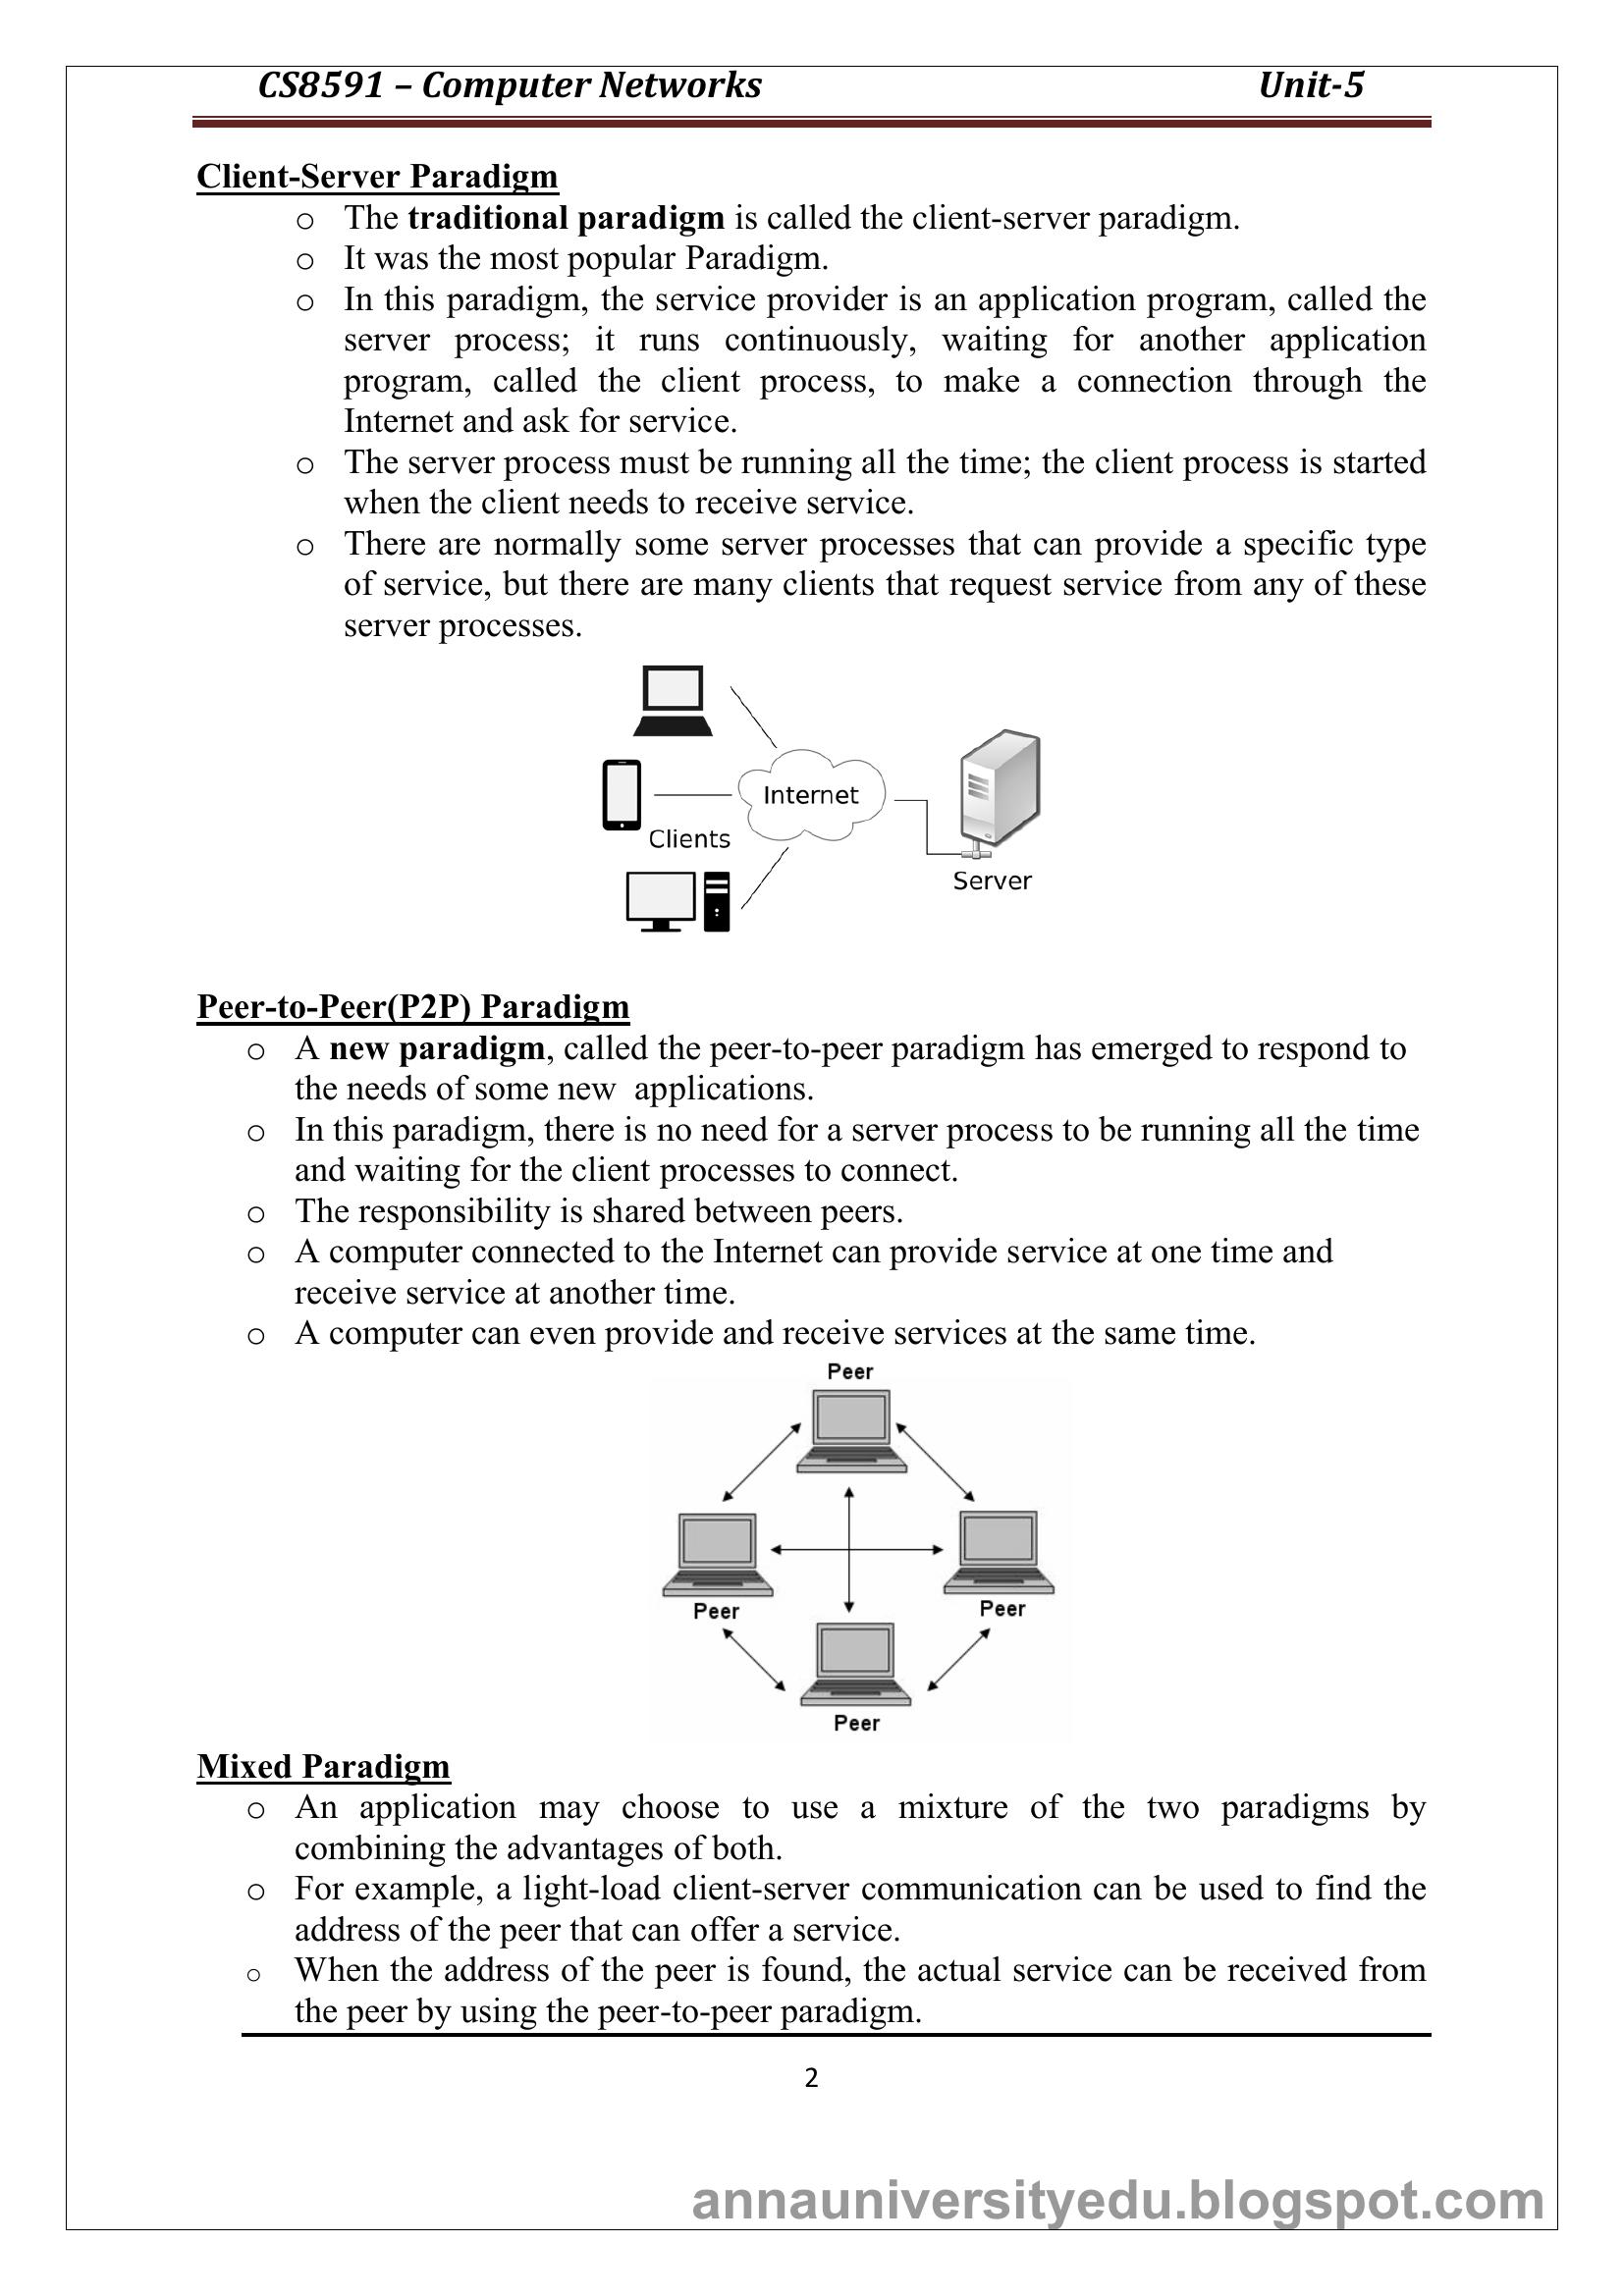 CS8591 – Computer Networks Unit-5
Client-Server Paradigm
o The traditional paradigm is called the client-server paradigm.
o It was the most popular Paradigm.
o In this paradigm, the service provider is an application program, called the
server process; it runs continuously, waiting for another application
program, called the client process, to make a connection through the
Internet and ask for service.
o The server process must be running all the time; the client process is started
when the client needs to receive service.
o There are normally some server processes that can provide a specific type
of service, but there are many clients that request service from any of these
server processes.
Internet
Clients
Server
Peer-to-Peer(P2P) Paradigm
o A new paradigm, called the peer-to-peer paradigm has emerged to respond to
the needs of some new applications.
o In this paradigm, there is no need for a server process to be running all the time
and waiting for the client processes to connect.
o The responsibility is shared between peers.
o A computer connected to the Internet can provide service at one time and
receive service at another time.
o A computer can even provide and receive services at the same time.
Peer
Peer
Peer
Peer
Mixed Paradigm
o An application may choose to use a mixture of the two paradigms by
combining the advantages of both.
o For example, a light-load client-server communication can be used to find the
address of the peer that can offer a service.
o When the address of the peer is found, the actual service can be received from
the peer by using the peer-to-peer paradigm.
2
annauniversityedu.blogspot.com